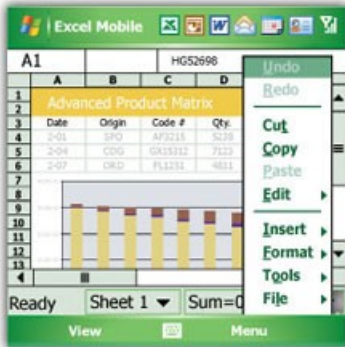 Excel Mobile
A1 HG52698
A B C D
1 Advanced Product Matrix
2
3 Date Origin Code # Qty.
4 2-01 SFO AF3215 5239
5 2-04 CDG GX15312 7123
6 2-07 ORD FL1251 4811
7
8
9
10
11
12
13
Undo
Redo
Cut
Copy
Paste
Edit
Insert
Format
Tools
File
Ready Sheet 1 Sum=0
View Menu